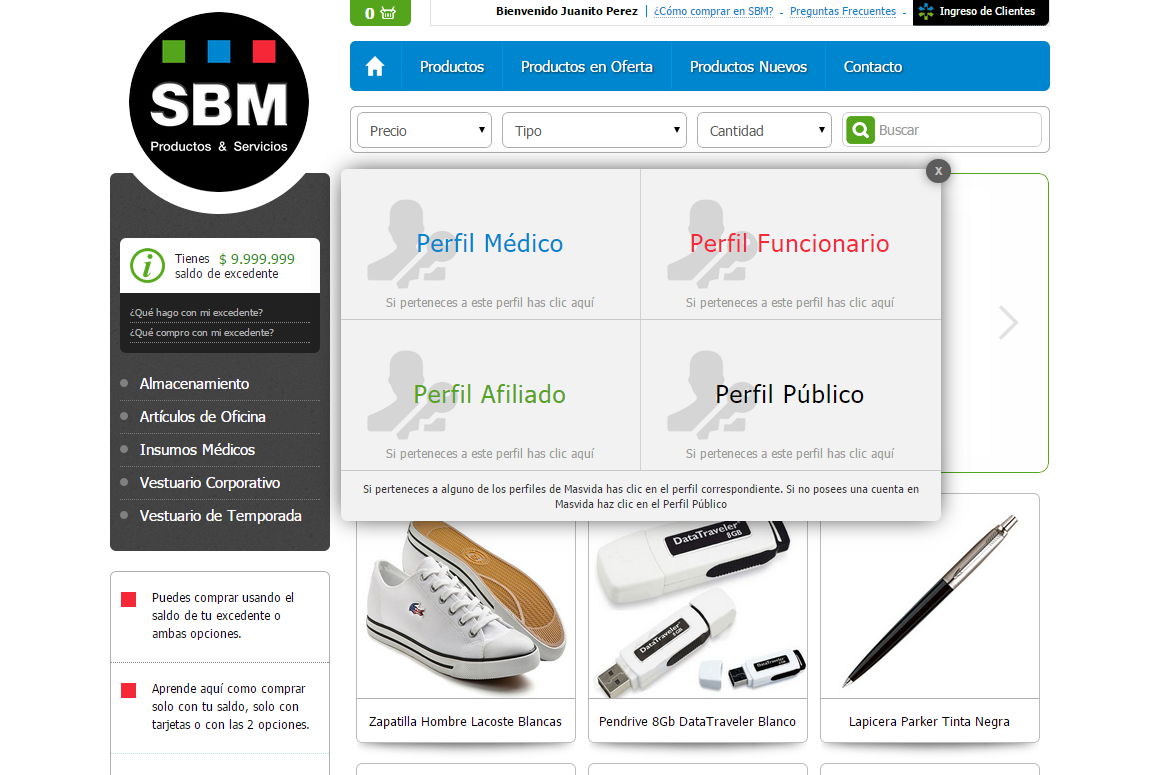 0
Bienvenido Juanito Perez | ¿Cómo comprar en SBM? - Preguntas Frecuentes -
Ingreso de Clientes
SBM
Productos & Servicios
Productos
Productos en Oferta
Productos Nuevos
Contacto
Precio
Tipo
Cantidad
Buscar
Tienes $ 9.999.999
saldo de excedente
¿Qué hago con mi excedente?
¿Qué compro con mi excedente?
Almacenamiento
Artículos de Oficina
Insumos Médicos
Vestuario Corporativo
Vestuario de Temporada
Puedes comprar usando el
saldo de tu excedente o
ambas opciones.
Aprende aquí como comprar
solo con tu saldo, solo con
tarjetas o con las 2 opciones.
x
Perfil Médico
Si perteneces a este perfil has clic aquí
Perfil Funcionario
Si perteneces a este perfil has clic aquí
Perfil Afiliado
Si perteneces a este perfil has clic aquí
Perfil Público
Si perteneces a este perfil has clic aquí
Si perteneces a alguno de los perfiles de Masvida has clic en el perfil correspondiente. Si no posees una cuenta en
Masvida haz clic en el Perfil Público
DataTraveler
8GB
DataTraveler
8GB
DataTraveler
Zapatilla Hombre Lacoste Blancas
Pendrive 8Gb DataTraveler Blanco
Lapicera Parker Tinta Negra